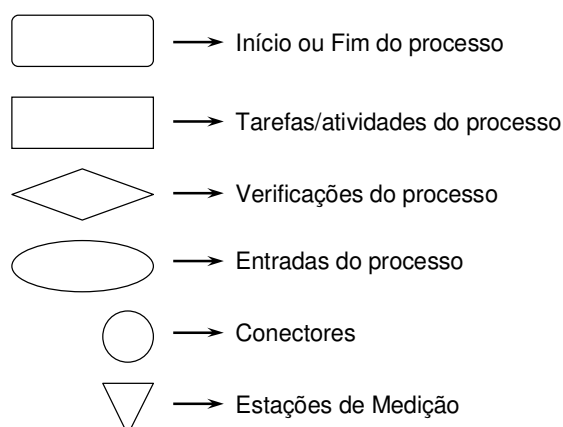 Início ou Fim do processo
Tarefas/atividades do processo
Verificações do processo
Entradas do processo
Conectores
Estações de Medição